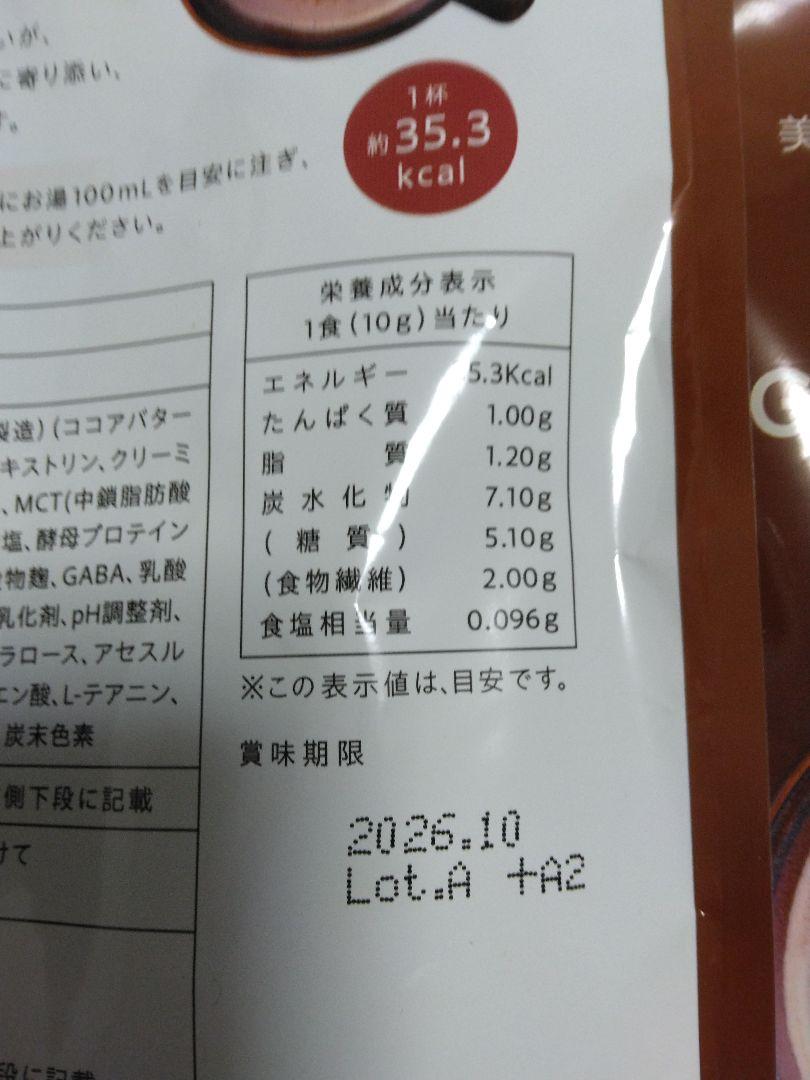 いが、
に寄り添い、
す。
1杯
約35.3
kcal
にお湯100mLを目安に注ぎ、
上がりください。
栄養成分表示
1食(10g)当たり
エネルギー 5.3Kcal
たんぱく質 1.00g
脂質 1.20g
炭水化物 7.10g
(糖質) 5.10g
(食物繊維) 2.00g
食塩相当量 0.096g
※この表示値は、目安です。
賞味期限
2026.10
Lot.A +A2
製造)(ココアバター
キストリン、クリーミ
、MCT(中鎖脂肪酸
塩、酵母プロテイン
物麹、GABA、乳酸
乳化剤、pH調整剤、
ラロース、アセスル
エン酸、L-テアニン、
炭末色素
側下段に記載
けて
段に記載
美